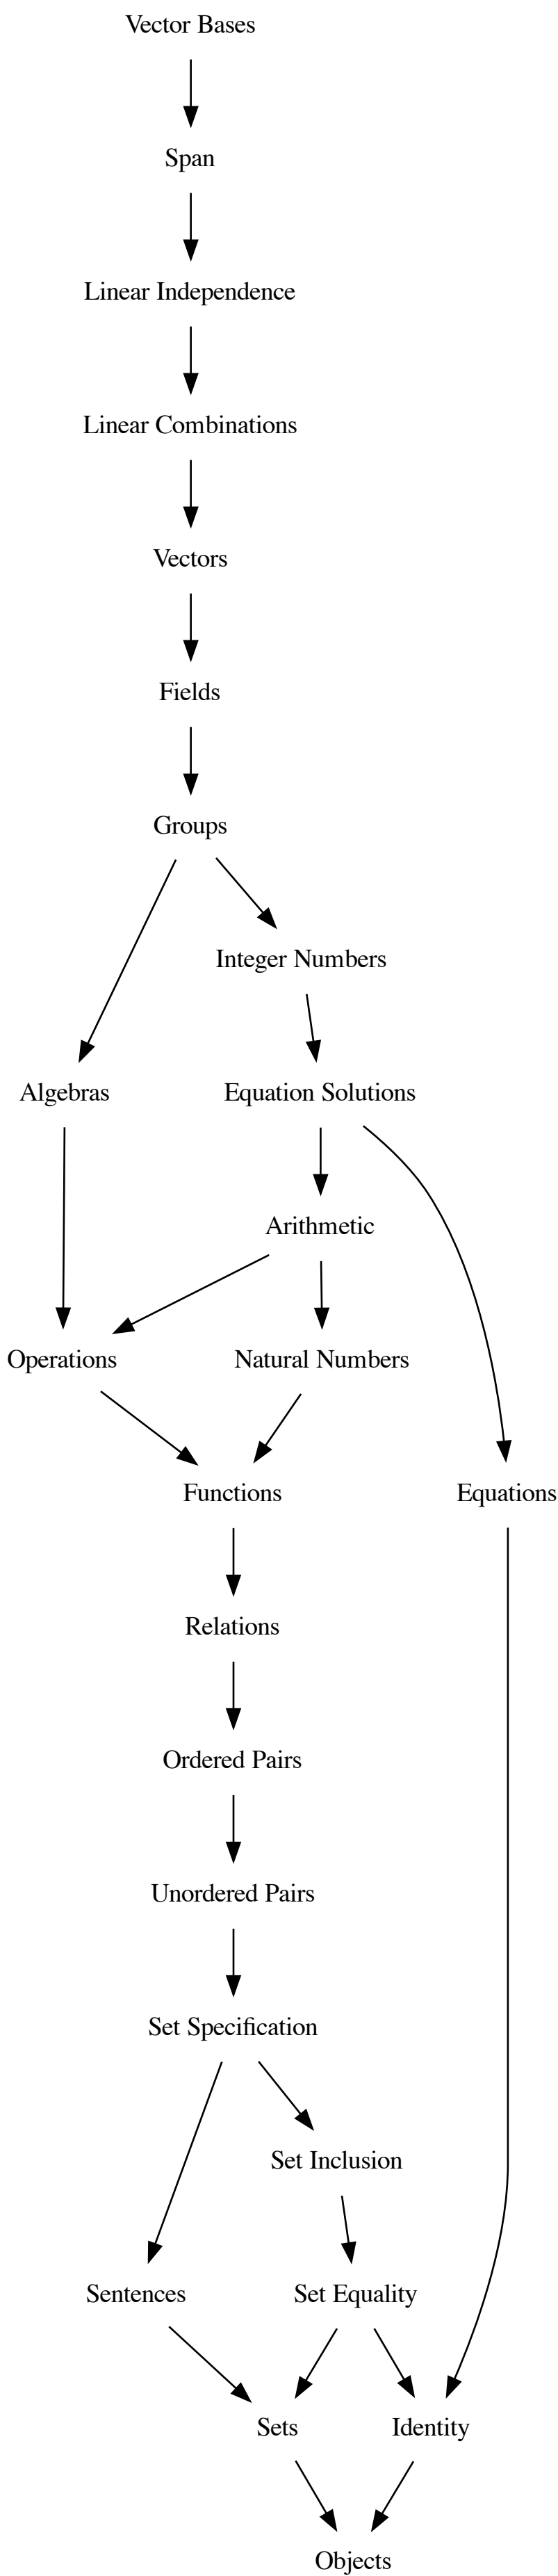 Vector Bases
Span
Linear Independence
Linear Combinations
Vectors
Fields
Groups
Integer Numbers
Algebras
Equation Solutions
Arithmetic
Operations
Natural Numbers
Functions
Equations
Relations
Ordered Pairs
Unordered Pairs
Set Specification
Set Inclusion
Sentences
Set Equality
Sets
Identity
Objects